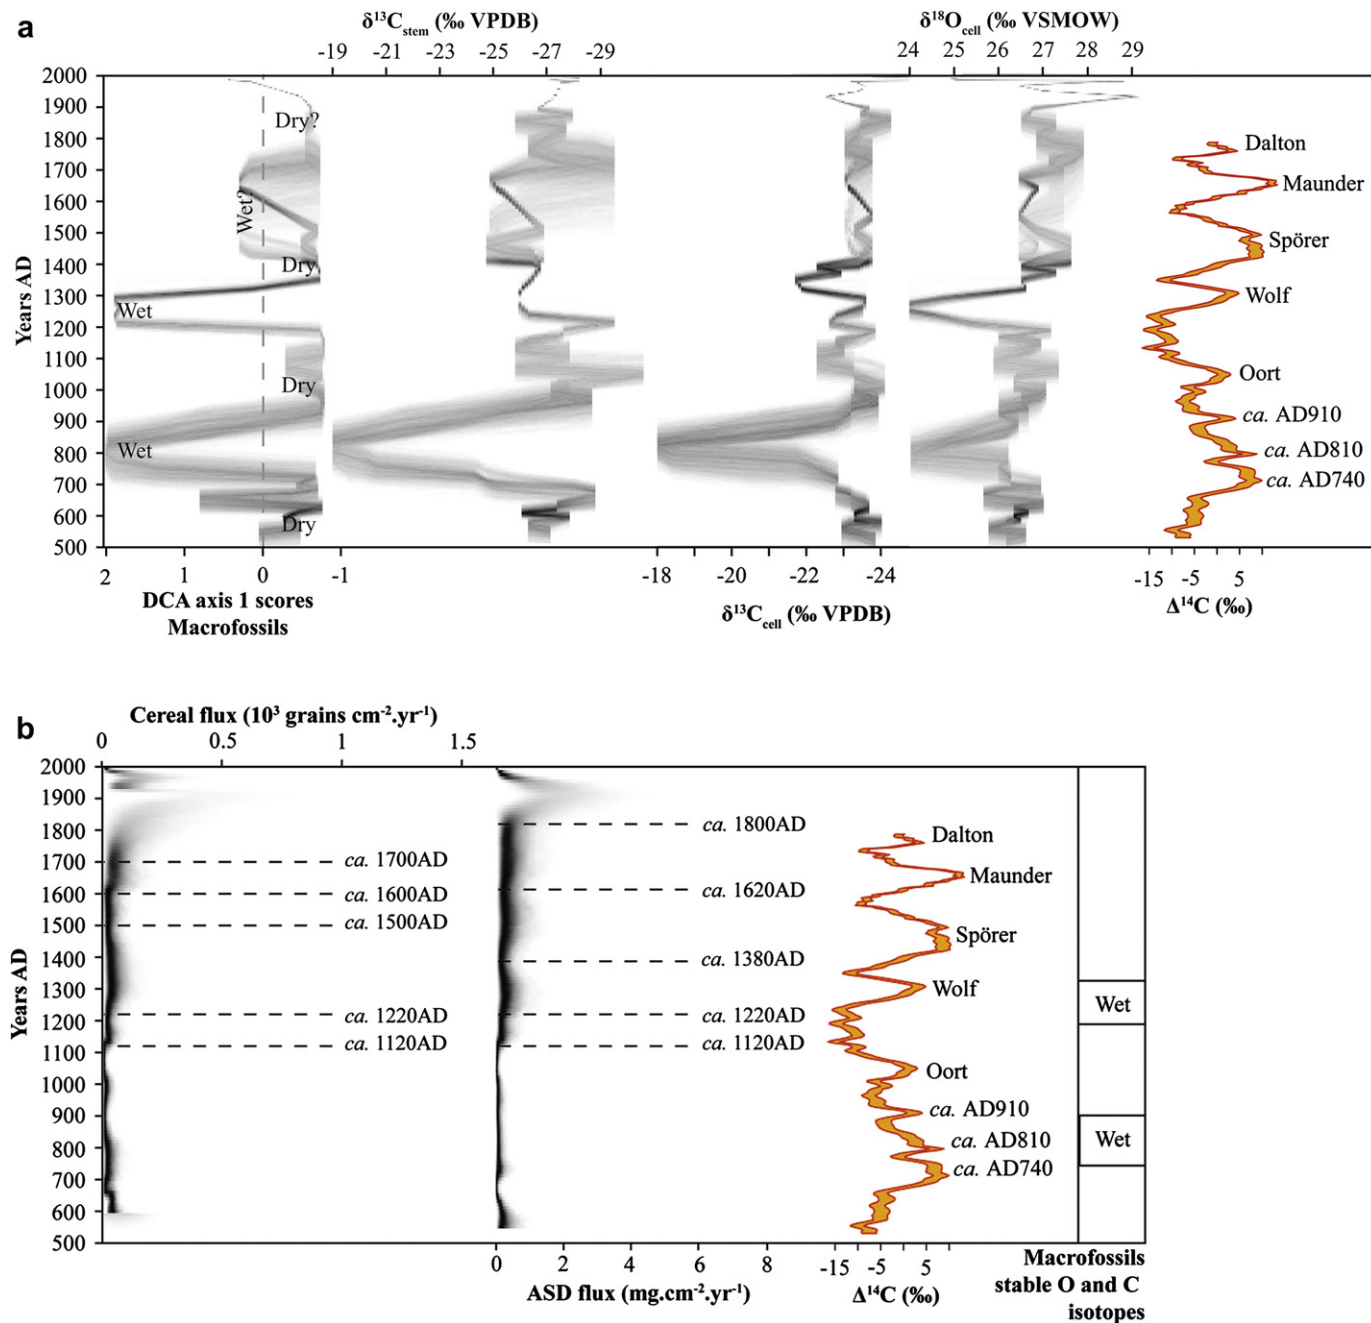 a
δ13Cstem (‰ VPDB)
δ18Ocell (‰ VSMOW)
-19 -21 -23 -25 -27 -29
24 25 26 27 28 29
Years AD
2000
1900
1800
1700
1600
1500
1400
1300
1200
1100
1000
900
800
700
600
500
Dry?
Wet?
Dry
Wet
Dry
Wet
Dry
Dalton
Maunder
Spörer
Wolf
Oort
ca. AD910
ca. AD810
ca. AD740
2 1 0 -1
-18 -20 -22 -24
-15 -5 5
DCA axis 1 scores
Macrofossils
δ13Ccell (‰ VPDB)
Δ14C (‰)
b
Cereal flux (10³ grains cm-2.yr-1)
0 0.5 1 1.5
Years AD
2000
1900
1800
1700
1600
1500
1400
1300
1200
1100
1000
900
800
700
600
500
ca. 1700AD
ca. 1600AD
ca. 1500AD
ca. 1220AD
ca. 1120AD
ca. 1800AD
ca. 1620AD
ca. 1380AD
ca. 1220AD
ca. 1120AD
Dalton
Maunder
Spörer
Wolf
Oort
ca. AD910
ca. AD810
ca. AD740
Wet
Wet
0 2 4 6 8
ASD flux (mg.cm-2.yr-1)
-15 -5 5
Δ14C (‰)
Macrofossils
stable O and C
isotopes